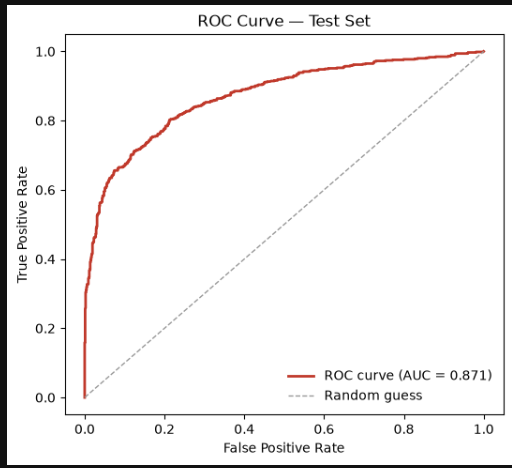 ROC Curve — Test Set
1.0
0.8
0.6
0.4
0.2
0.0
True Positive Rate
ROC curve (AUC = 0.871)
Random guess
0.0 0.2 0.4 0.6 0.8 1.0
False Positive Rate